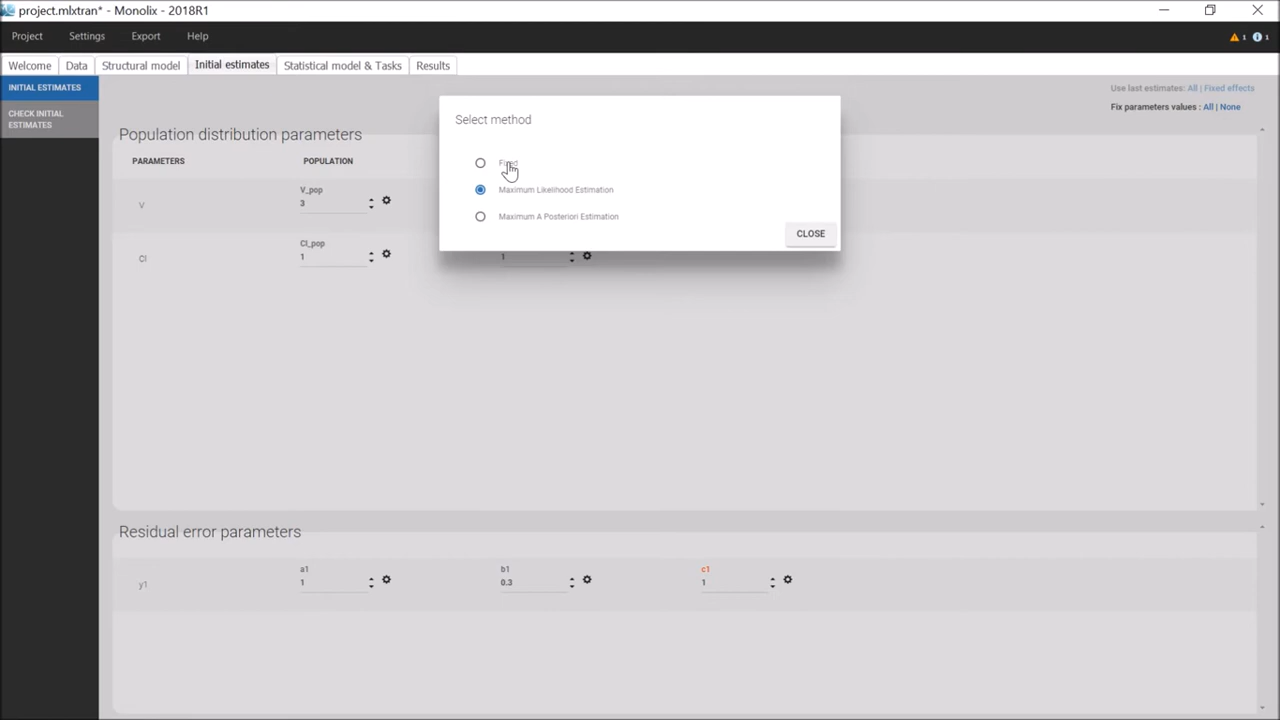 project.mlxtran* - Monolix - 2018R1
Project Settings Export Help
1 1
Welcome Data Structural model Initial estimates Statistical model & Tasks Results
INITIAL ESTIMATES
CHECK INITIAL
ESTIMATES
Use last estimates: All | Fixed effects
Fix parameters values : All | None
Select method
Fixed
Maximum Likelihood Estimation
Maximum A Posteriori Estimation
CLOSE
Population distribution parameters
PARAMETERS POPULATION
V
V_pop
3
Cl
Cl_pop
1
1
Residual error parameters
y1
a1 b1 c1
1 0.3 1